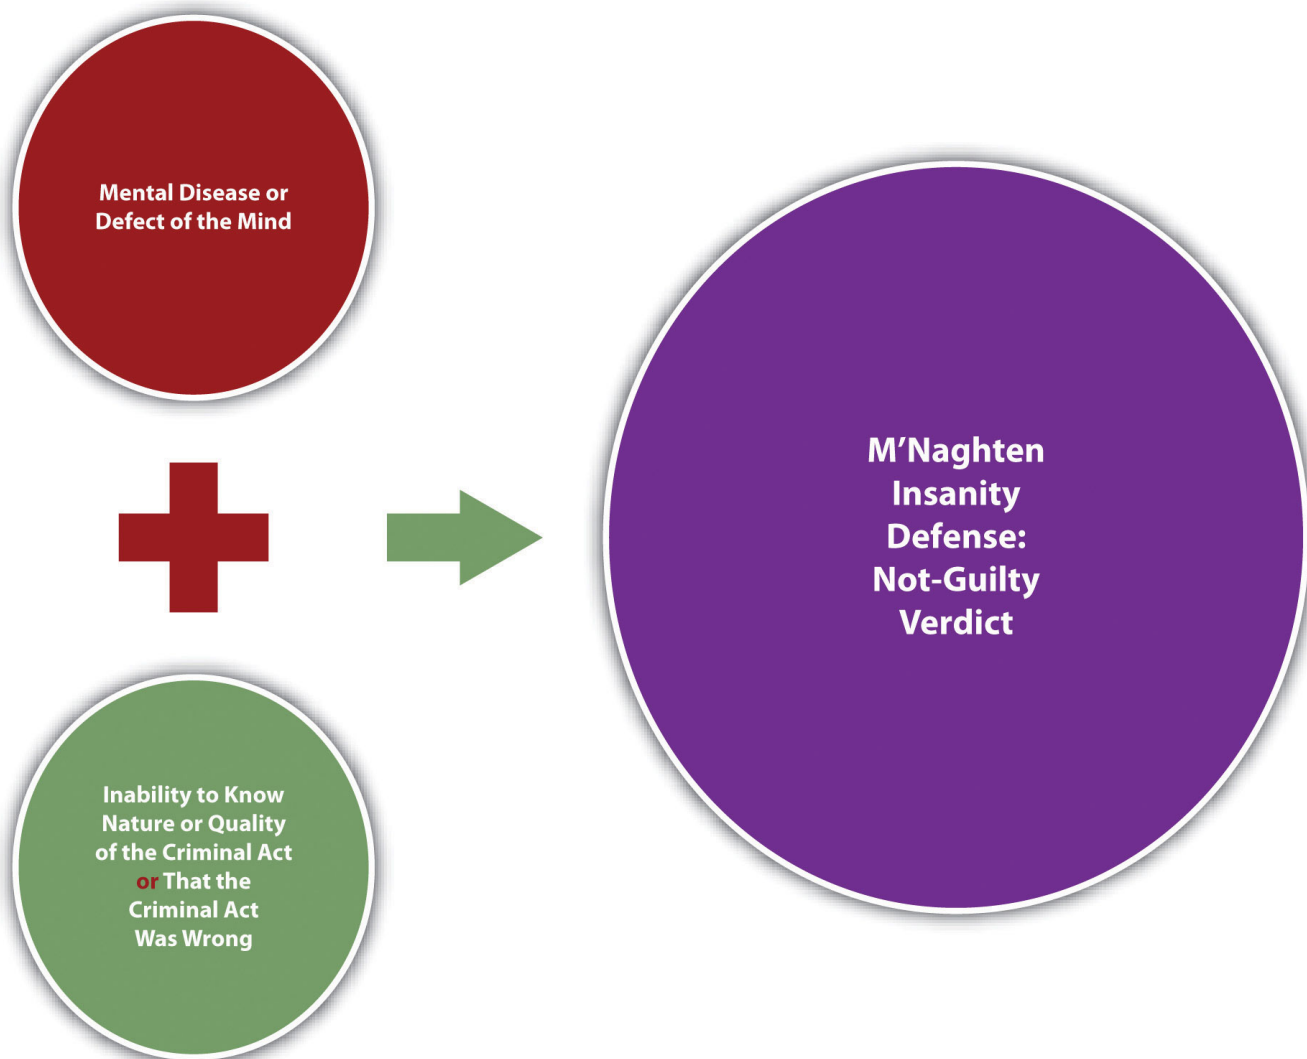 Mental Disease or
Defect of the Mind
Inability to Know
Nature or Quality
of the Criminal Act
or That the
Criminal Act
Was Wrong
M’Naghten
Insanity
Defense:
Not-Guilty
Verdict